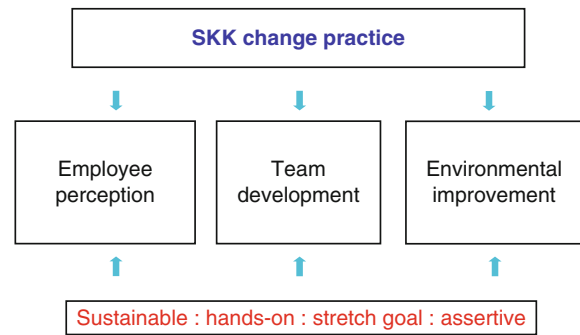 SKK change practice
Employee
perception
Team
development
Environmental
improvement
Sustainable : hands-on : stretch goal : assertive